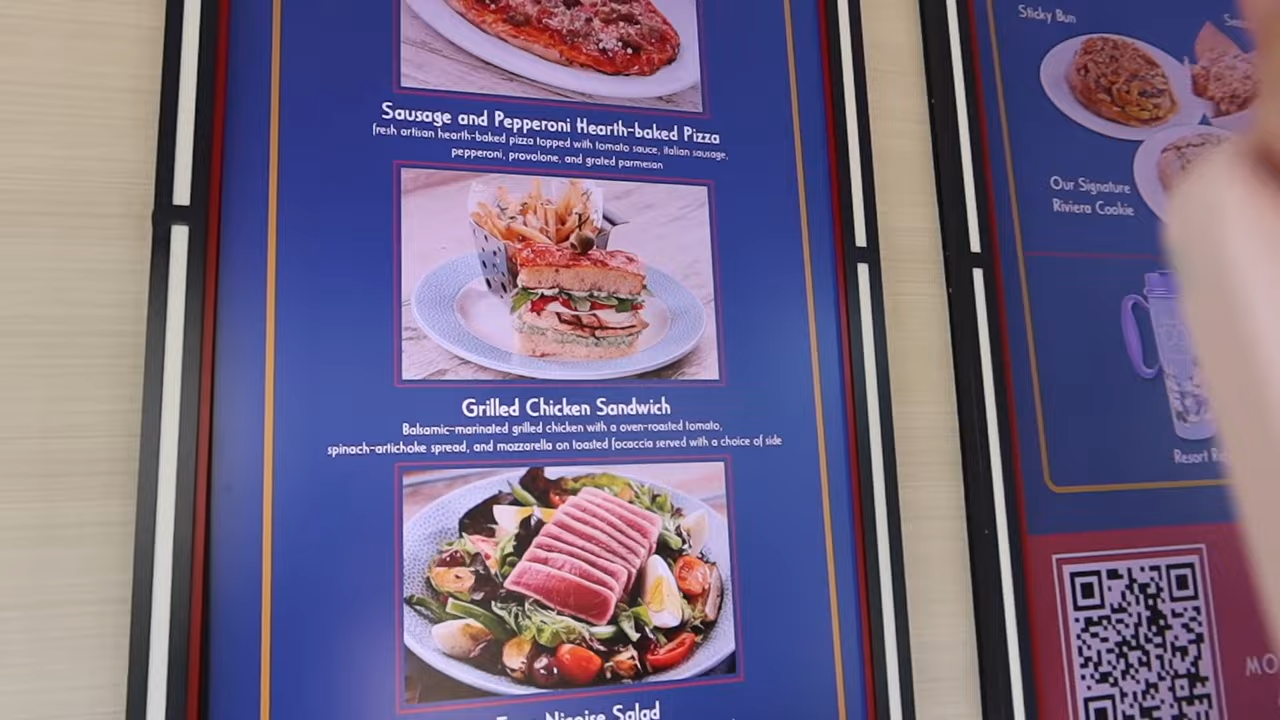 Sausage and Pepperoni Hearth-baked Pizza
fresh artisan hearth-baked pizza topped with tomato sauce, italian sausage,
pepperoni, provolone, and grated parmesan
Grilled Chicken Sandwich
Balsamic-marinated grilled chicken with a oven-roasted tomato,
spinach-artichoke spread, and mozzarella on toasted focaccia served with a choice of side
Niçoise Salad
Sticky Bun
Our Signature
Riviera Cookie
Resort